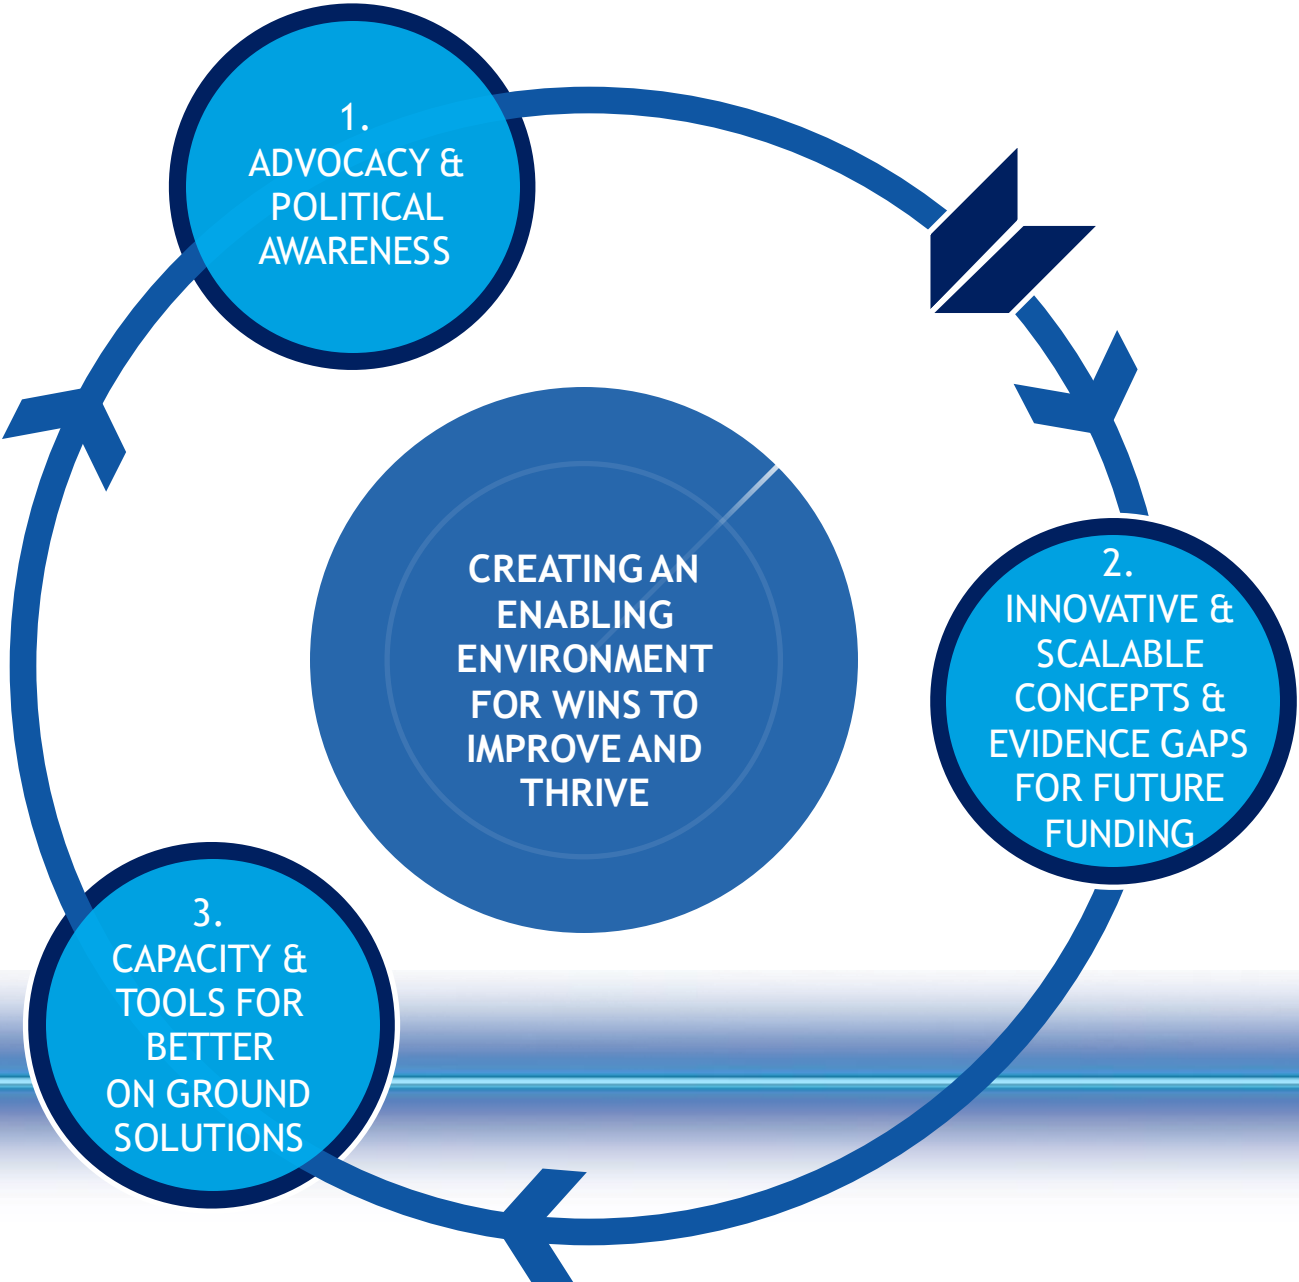 1.
ADVOCACY &
POLITICAL
AWARENESS
CREATING AN
ENABLING
ENVIRONMENT
FOR WINS TO
IMPROVE AND
THRIVE
2.
INNOVATIVE &
SCALABLE
CONCEPTS &
EVIDENCE GAPS
FOR FUTURE
FUNDING
3.
CAPACITY &
TOOLS FOR
BETTER
ON GROUND
SOLUTIONS